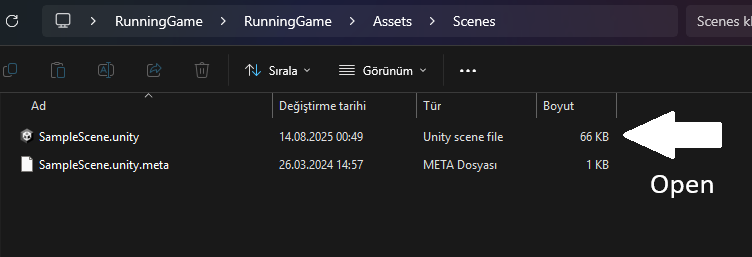 RunningGame > RunningGame > Assets > Scenes
Scenes kl
Sırala Görünüm
Ad Değiştirme tarihi Tür Boyut
SampleScene.unity 14.08.2025 00:49 Unity scene file 66 KB
SampleScene.unity.meta 26.03.2024 14:57 META Dosyası 1 KB
Open